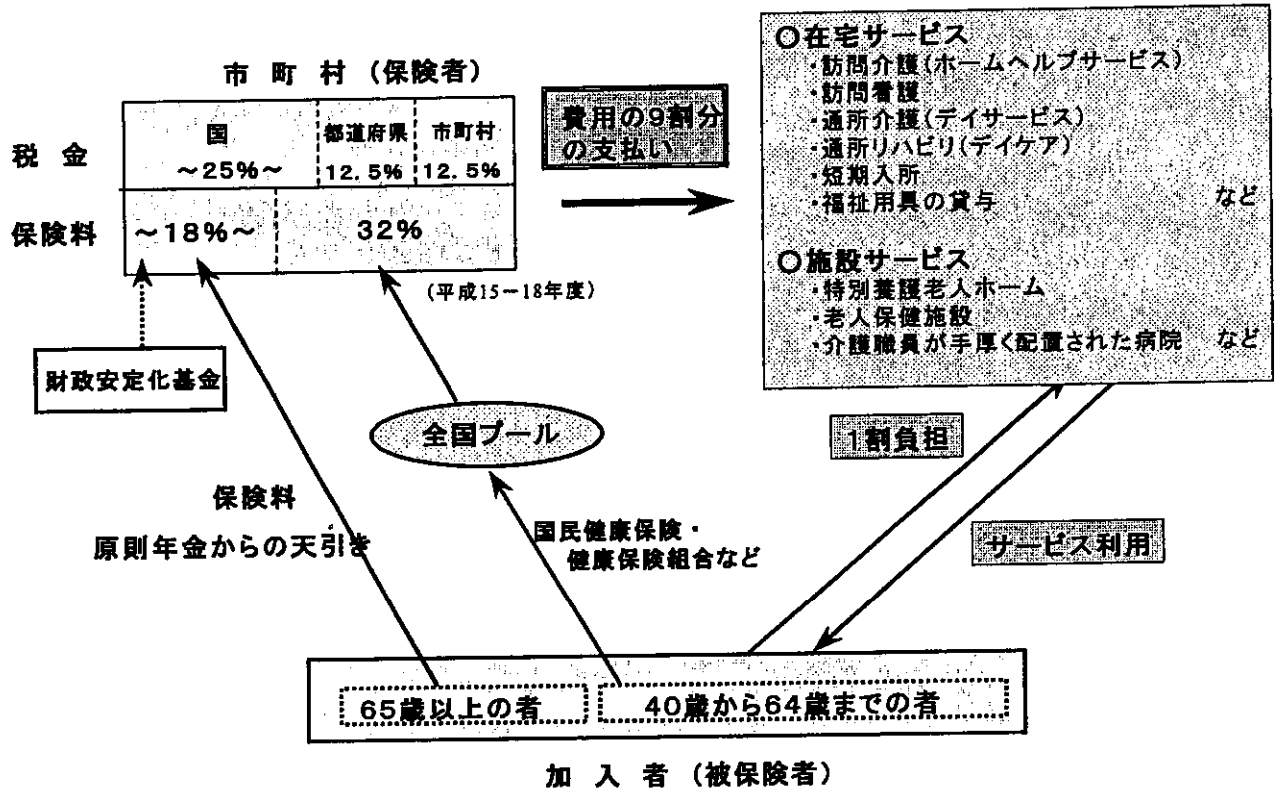 市 町 村 （保険者）
税 金
国
～25％～
都道府県
12.5％
市町村
12.5％
保険料
～18％～
32％
（平成15－18年度）
財政安定化基金
費用の9割分
の支払い
〇在宅サービス
・訪問介護（ホームヘルプサービス）
・訪問看護
・通所介護（デイサービス）
・通所リハビリ（デイケア）
・短期入所
・福祉用具の貸与 など
〇施設サービス
・特別養護老人ホーム
・老人保健施設
・介護職員が手厚く配置された病院 など
全国プール
1割負担
保険料
原則年金からの天引き
国民健康保険・
健康保険組合など
サービス利用
65歳以上の者
40歳から64歳までの者
加 入 者 （被保険者）